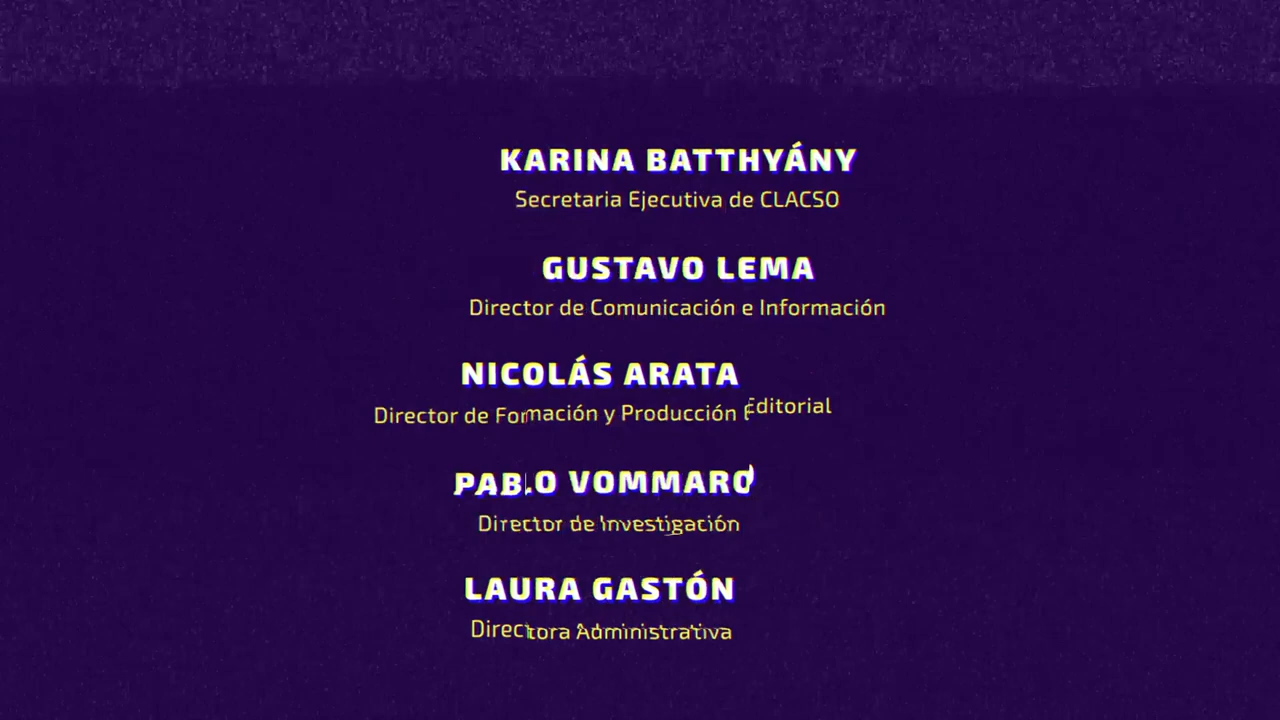 KARINA BATTHYÁNY
Secretaria Ejecutiva de CLACSO
GUSTAVO LEMA
Director de Comunicación e Información
NICOLÁS ARATA
Director de Formación y Producción Editorial
PABLO VOMMARO
Director de Investigación
LAURA GASTÓN
Directora Administrativa